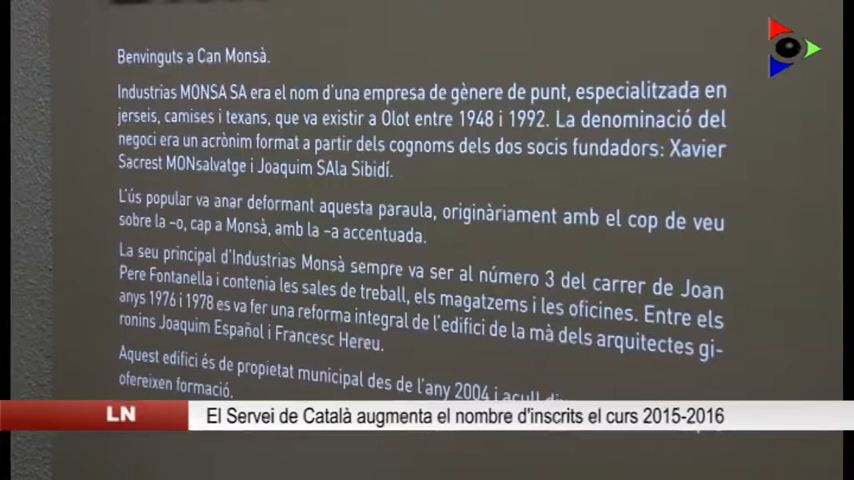 Benvinguts a Can Monsà.
Industrias MONSA SA era el nom d'una empresa de gènere de punt, especialitzada en
jerseis, camises i texans, que va existir a Olot entre 1948 i 1992. La denominació del
negoci era un acrònim format a partir dels cognoms dels dos socis fundadors: Xavier
Sacrest MONsalvatge i Joaquim SAla Sibidí.
L'ús popular va anar deformant aquesta paraula, originàriament amb el cop de veu
sobre la –o, cap a Monsà, amb la –a accentuada.
La seu principal d'Industrias Monsà sempre va ser al número 3 del carrer de Joan
Pere Fontanella i contenia les sales de treball, els magatzems i les oficines. Entre els
anys 1976 i 1978 es va fer una reforma integral de l'edifici de la mà dels arquitectes gi-
ronins Joaquim Español i Francesc Hereu.
Aquest edifici és de propietat municipal des de l'any 2004 i acull
ofereixen formació.
LN El Servei de Català augmenta el nombre d'inscrits el curs 2015-2016